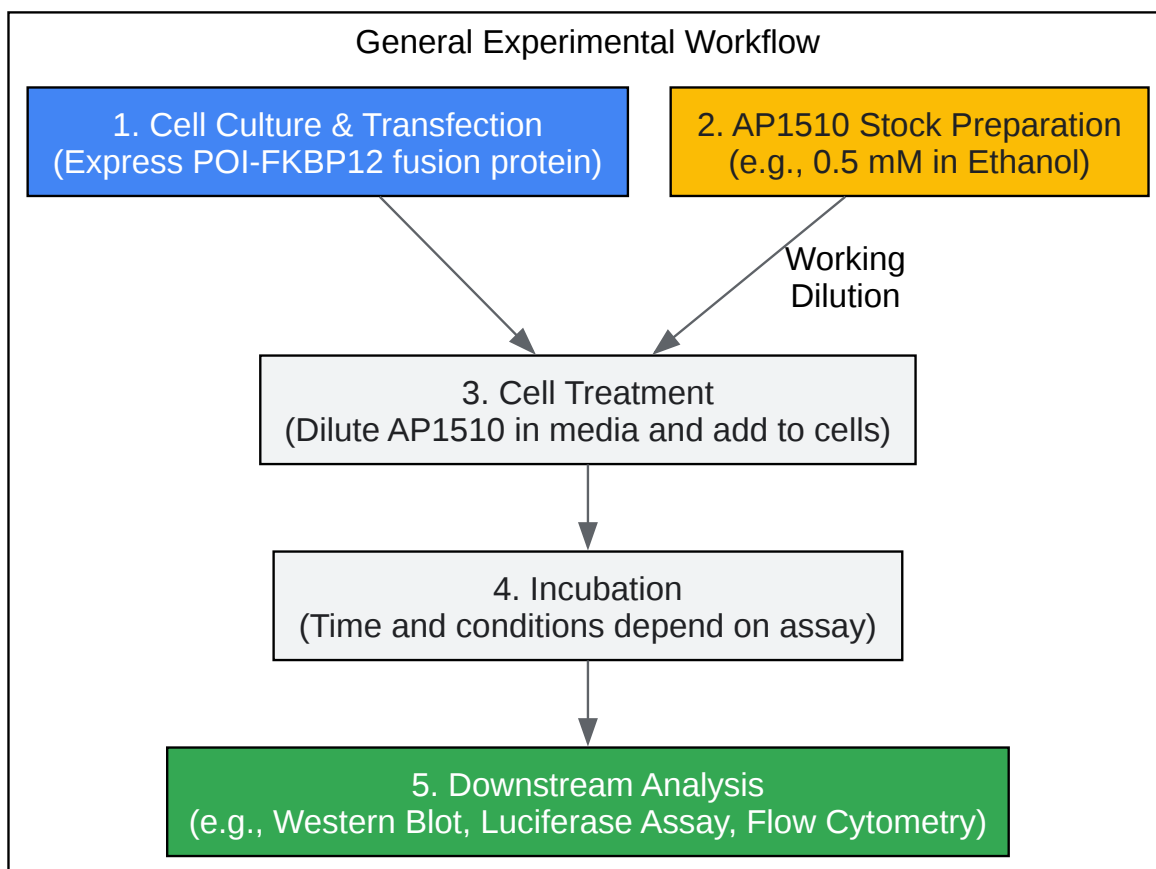 General Experimental Workflow
1. Cell Culture & Transfection
(Express POI-FKBP12 fusion protein)
2. AP1510 Stock Preparation
(e.g., 0.5 mM in Ethanol)
Working
Dilution
3. Cell Treatment
(Dilute AP1510 in media and add to cells)
4. Incubation
(Time and conditions depend on assay)
5. Downstream Analysis
(e.g., Western Blot, Luciferase Assay, Flow Cytometry)